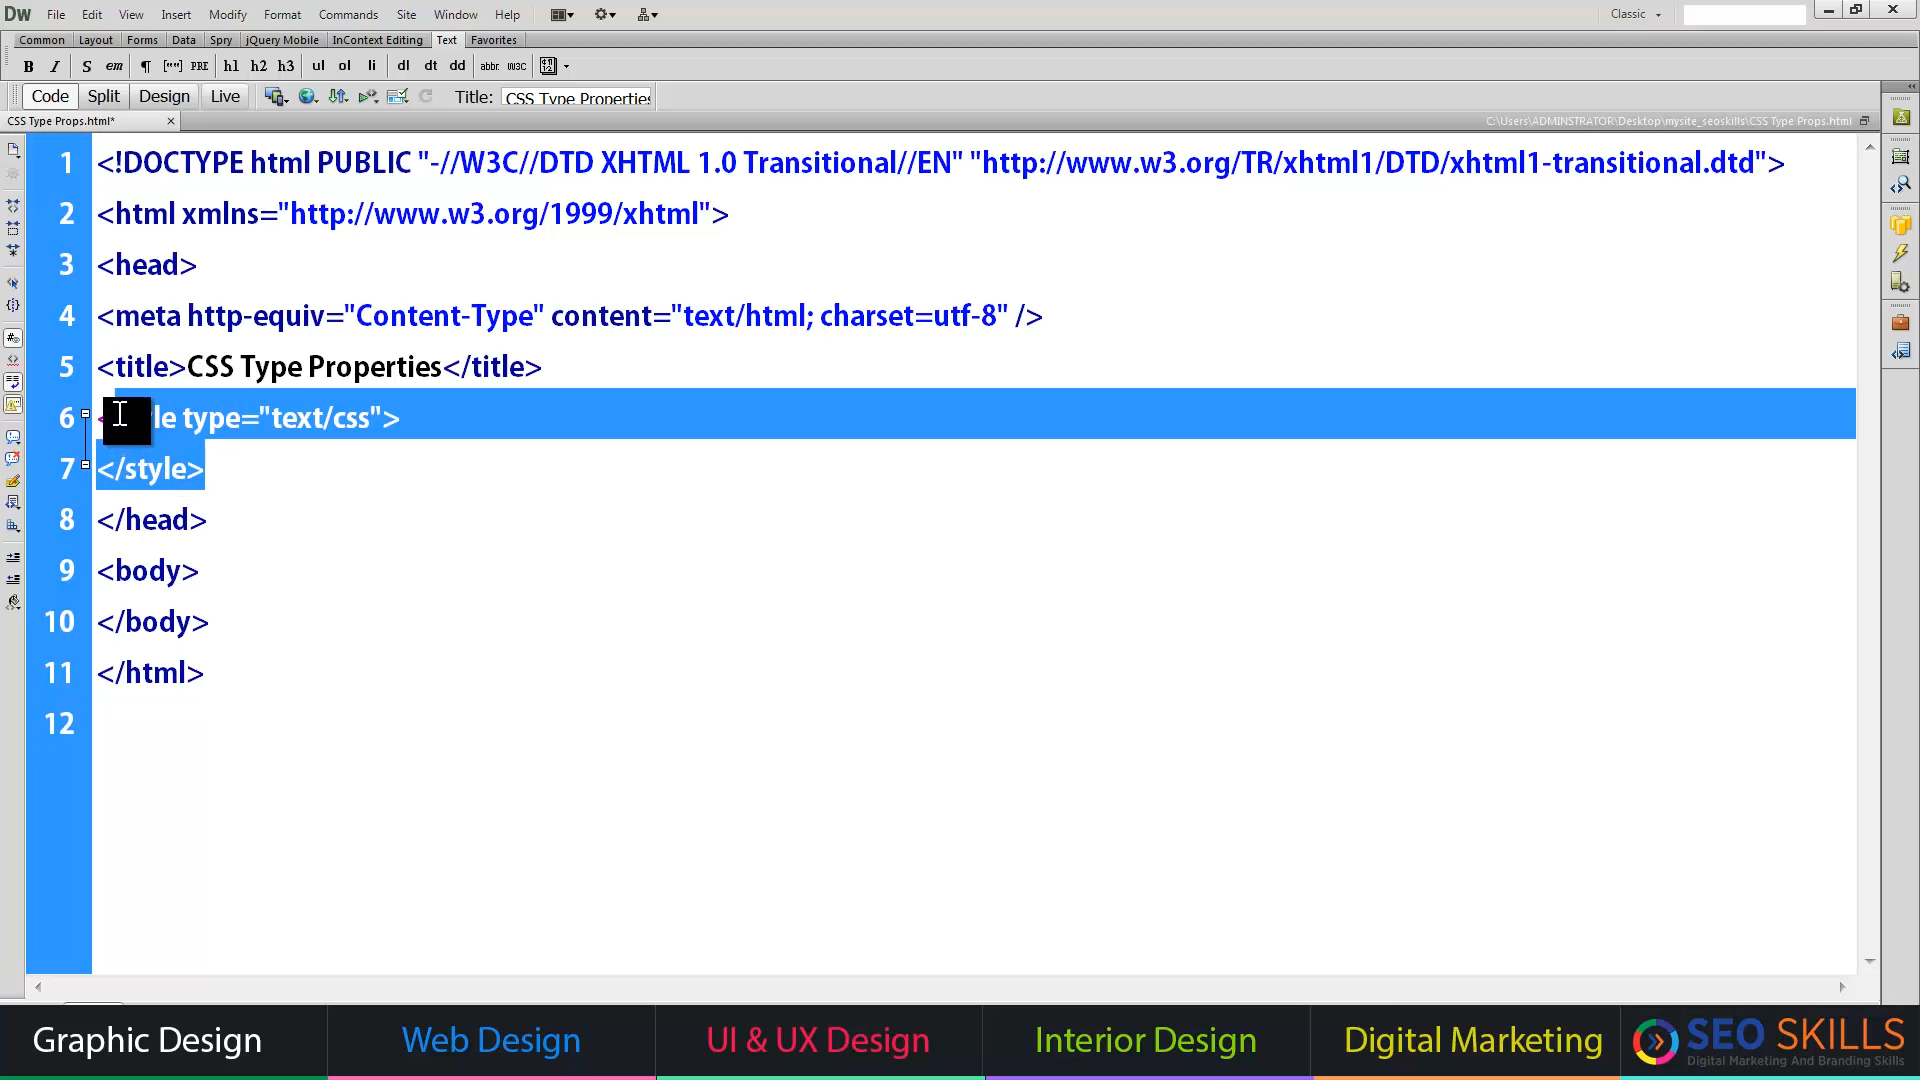 Dw File Edit View Insert Modify Format Commands Site Window Help Classic
Common Layout Forms Data Spry jQuery Mobile InContext Editing Text Favorites
B I S em ¶ [""] PRE h1 h2 h3 ul ol li dl dt dd abbr. W3C
Code Split Design Live Title: CSS Type Properties
CSS Type Props.html* C:\Users\ADMINSTRATOR\Desktop\mysite_seoskills\CSS Type Props.html
1 <!DOCTYPE html PUBLIC "-//W3C//DTD XHTML 1.0 Transitional//EN" "http://www.w3.org/TR/xhtml1/DTD/xhtml1-transitional.dtd">
2 <html xmlns="http://www.w3.org/1999/xhtml">
3 <head>
4 <meta http-equiv="Content-Type" content="text/html; charset=utf-8" />
5 <title>CSS Type Properties</title>
6 <style type="text/css">
7 </style>
8 </head>
9 <body>
10 </body>
11 </html>
12
Graphic Design Web Design UI & UX Design Interior Design Digital Marketing SEO SKILLS
Digital Marketing And Branding Skills